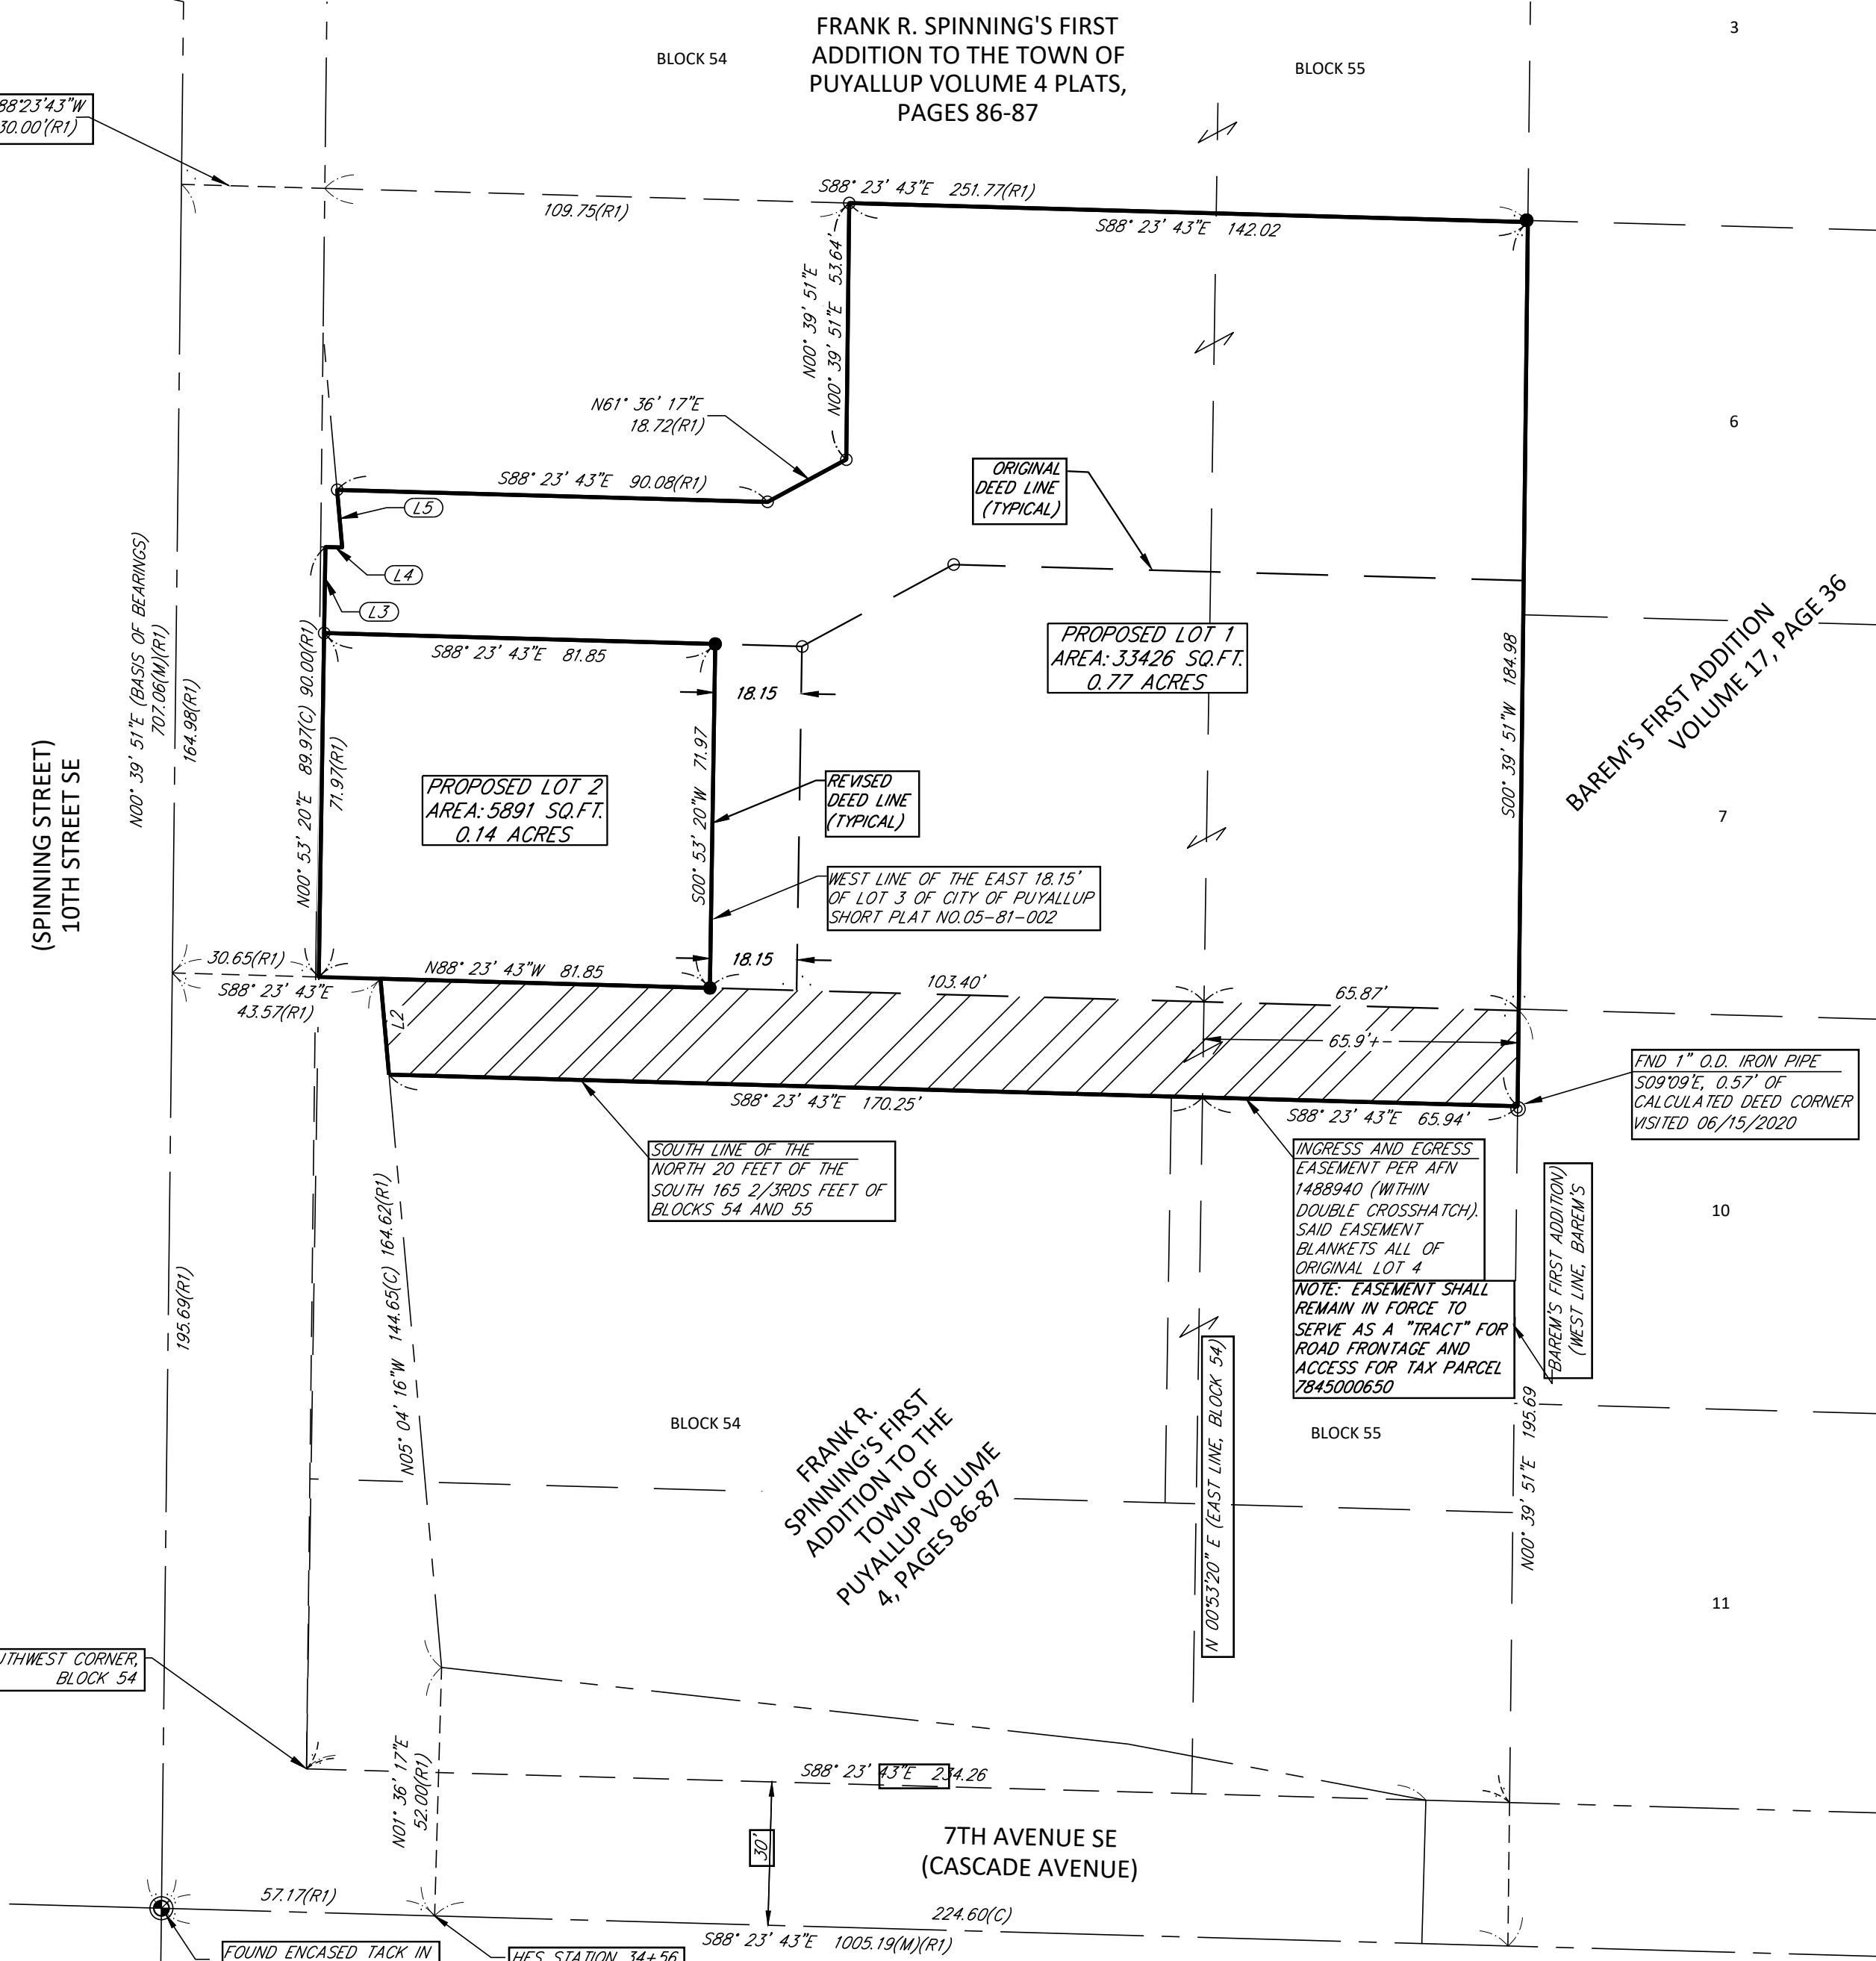 FRANK R. SPINNING'S FIRST
ADDITION TO THE TOWN OF
PUYALLUP VOLUME 4 PLATS,
PAGES 86-87
BLOCK 54
BLOCK 55
3
88°23'43"W
30.00'(R1)
S88° 23' 43"E 251.77(R1)
109.75(R1)
S88° 23' 43"E 142.02
N00° 39' 51"E
N00° 39' 51"E 53.64'
N61° 36' 17"E
18.72(R1)
S88° 23' 43"E 90.08(R1)
ORIGINAL
DEED LINE
(TYPICAL)
6
L5
L4
L3
S88° 23' 43"E 81.85
18.15
PROPOSED LOT 1
AREA: 33426 SQ.FT.
0.77 ACRES
BAREM'S FIRST ADDITION
VOLUME 17, PAGE 36
(SPINNING STREET)
10TH STREET SE
N00° 39' 51"E (BASIS OF BEARINGS)
707.06(M)(R1)
164.98(R1)
N00° 53' 20"E 89.97(C) 90.00(R1)
71.97(R1)
PROPOSED LOT 2
AREA: 5891 SQ.FT.
0.14 ACRES
S00° 53' 20"W 71.97
REVISED
DEED LINE
(TYPICAL)
S00° 39' 51"W 184.98
7
WEST LINE OF THE EAST 18.15'
OF LOT 3 OF CITY OF PUYALLUP
SHORT PLAT NO.05-81-002
30.65(R1)
S88° 23' 43"E
43.57(R1)
N88° 23' 43"W 81.85
18.15
103.40'
65.87'
65.9'+-
L2
S88° 23' 43"E 170.25'
S88° 23' 43"E 65.94'
FND 1" O.D. IRON PIPE
S09°09'E, 0.57' OF
CALCULATED DEED CORNER
VISITED 06/15/2020
SOUTH LINE OF THE
NORTH 20 FEET OF THE
SOUTH 165 2/3RDS FEET OF
BLOCKS 54 AND 55
INGRESS AND EGRESS
EASEMENT PER AFN
1488940 (WITHIN
DOUBLE CROSSHATCH).
SAID EASEMENT
BLANKETS ALL OF
ORIGINAL LOT 4
NOTE: EASEMENT SHALL
REMAIN IN FORCE TO
SERVE AS A "TRACT" FOR
ROAD FRONTAGE AND
ACCESS FOR TAX PARCEL
7845000650
BAREM'S FIRST ADDITION)
(WEST LINE, BAREM'S
10
195.69(R1)
N05° 04' 16"W 144.65(C) 164.62(R1)
N 00°53'20" E (EAST LINE, BLOCK 54)
N00° 39' 51"E 195.69
BLOCK 54
BLOCK 55
FRANK R.
SPINNING'S FIRST
ADDITION TO THE
TOWN OF
PUYALLUP VOLUME
4, PAGES 86-87
11
UTHWEST CORNER,
BLOCK 54
N01° 36' 17"E
52.00(R1)
S88° 23' 43"E 234.26
30'
7TH AVENUE SE
(CASCADE AVENUE)
57.17(R1)
224.60(C)
S88° 23' 43"E 1005.19(M)(R1)
FOUND ENCASED TACK IN
HES STATION 34+56